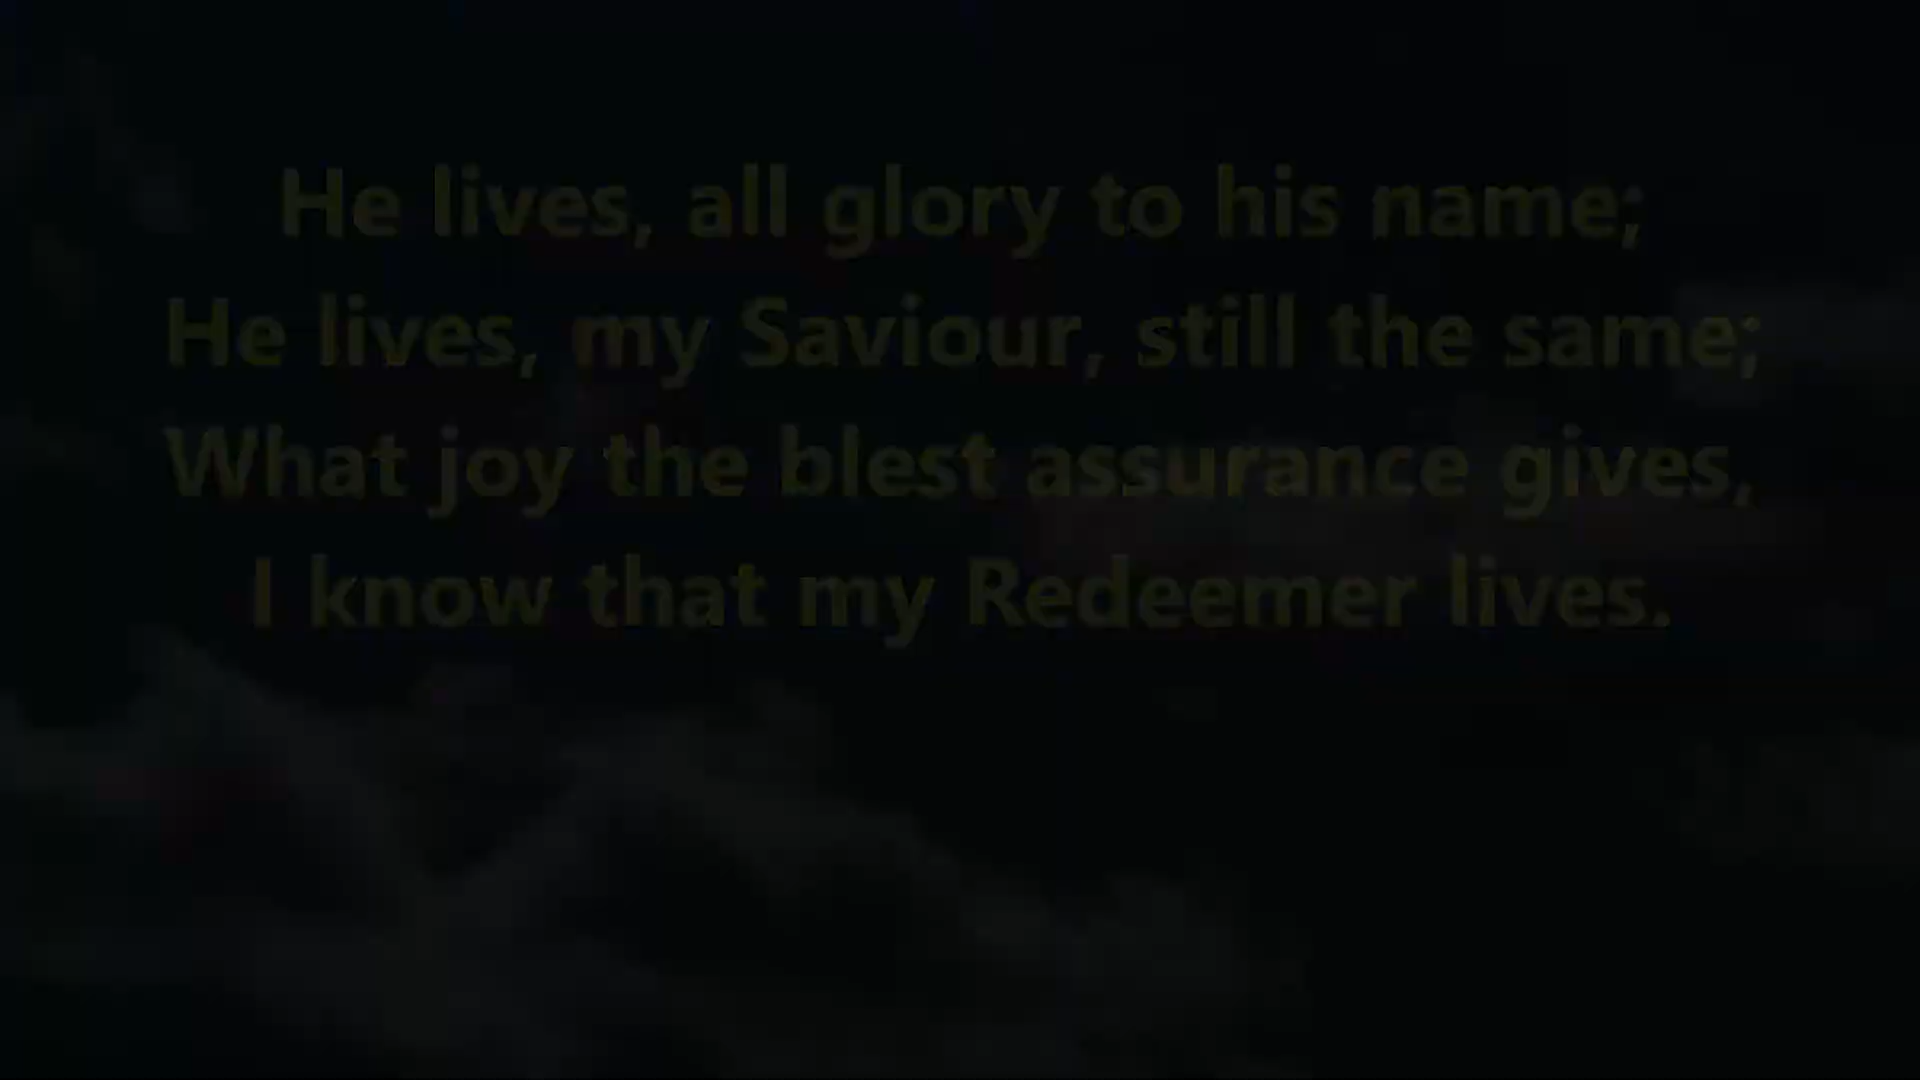 He lives, all glory to his name;
He lives, my Saviour, still the same;
What joy the blest assurance gives,
I know that my Redeemer lives.